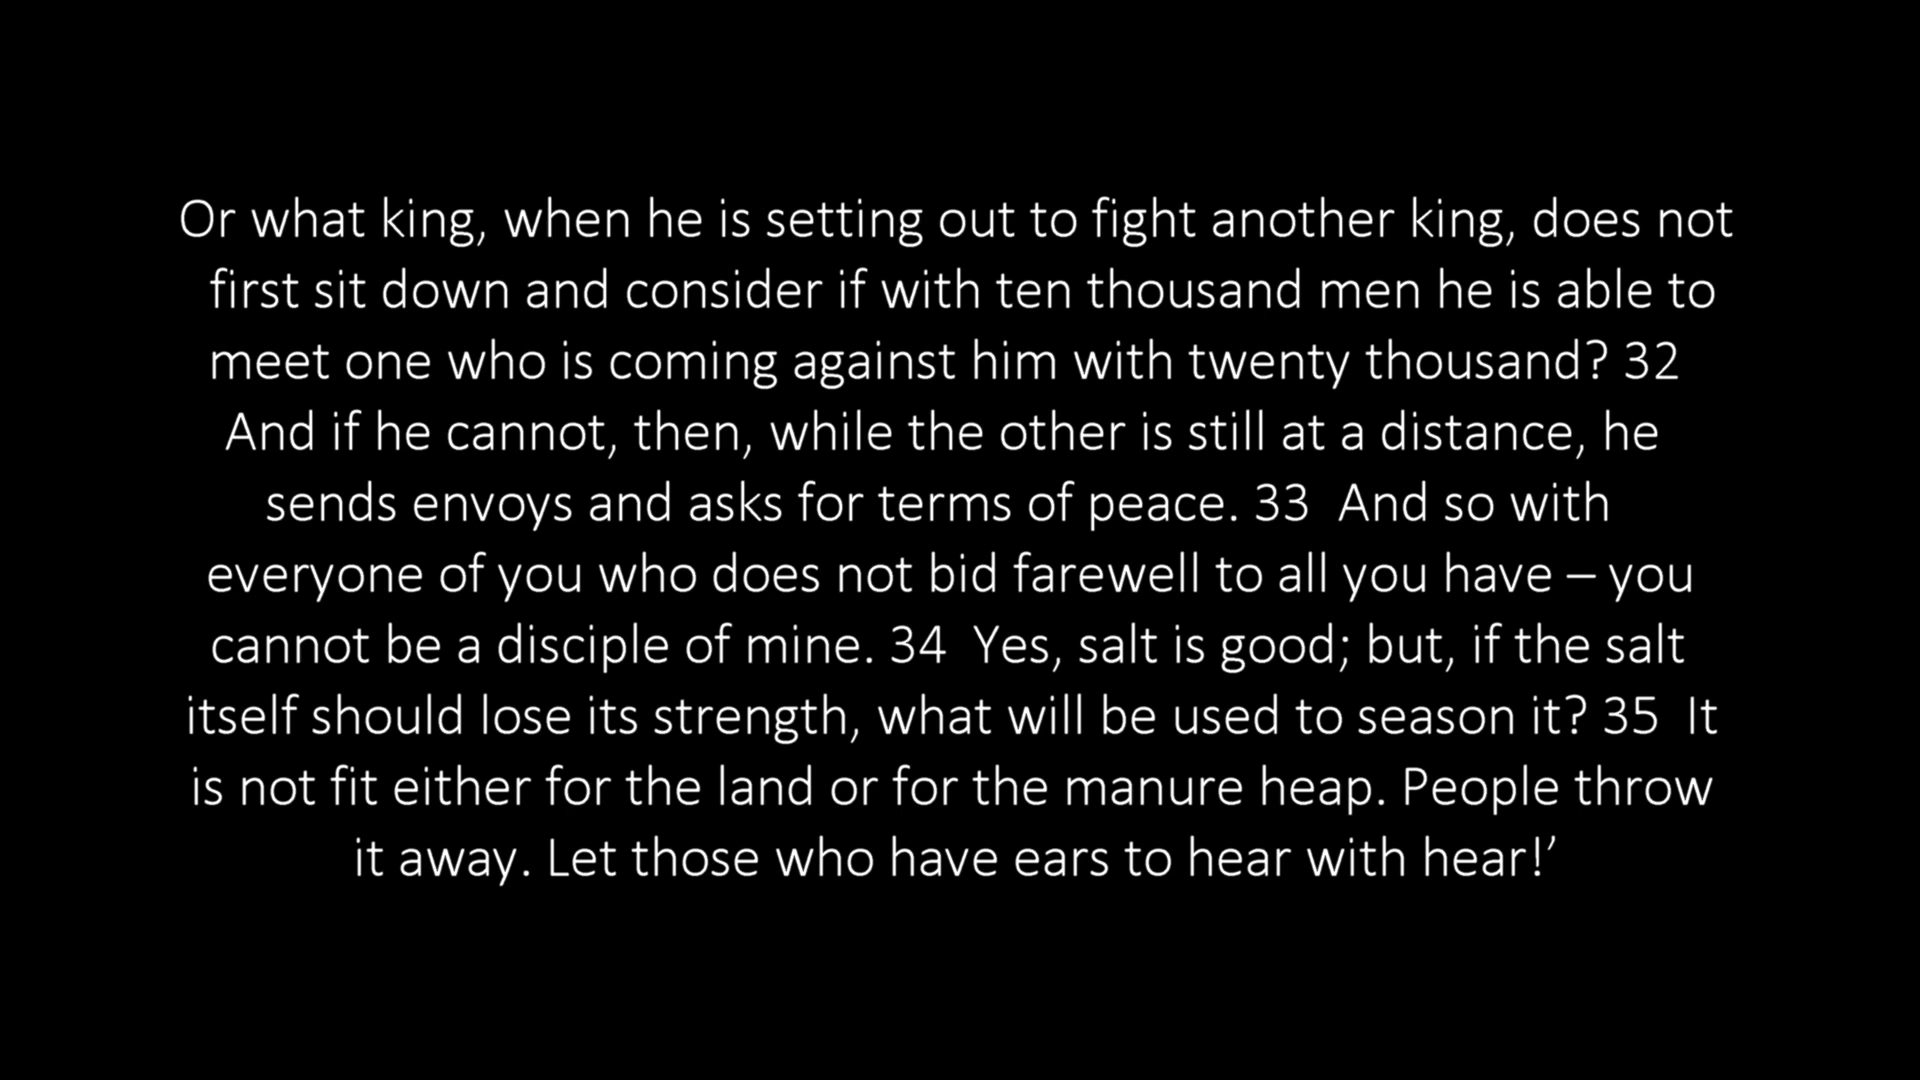 Or what king, when he is setting out to fight another king, does not
first sit down and consider if with ten thousand men he is able to
meet one who is coming against him with twenty thousand? 32
And if he cannot, then, while the other is still at a distance, he
sends envoys and asks for terms of peace. 33  And so with
everyone of you who does not bid farewell to all you have – you
cannot be a disciple of mine. 34  Yes, salt is good; but, if the salt
itself should lose its strength, what will be used to season it? 35  It
is not fit either for the land or for the manure heap. People throw
it away. Let those who have ears to hear with hear!’